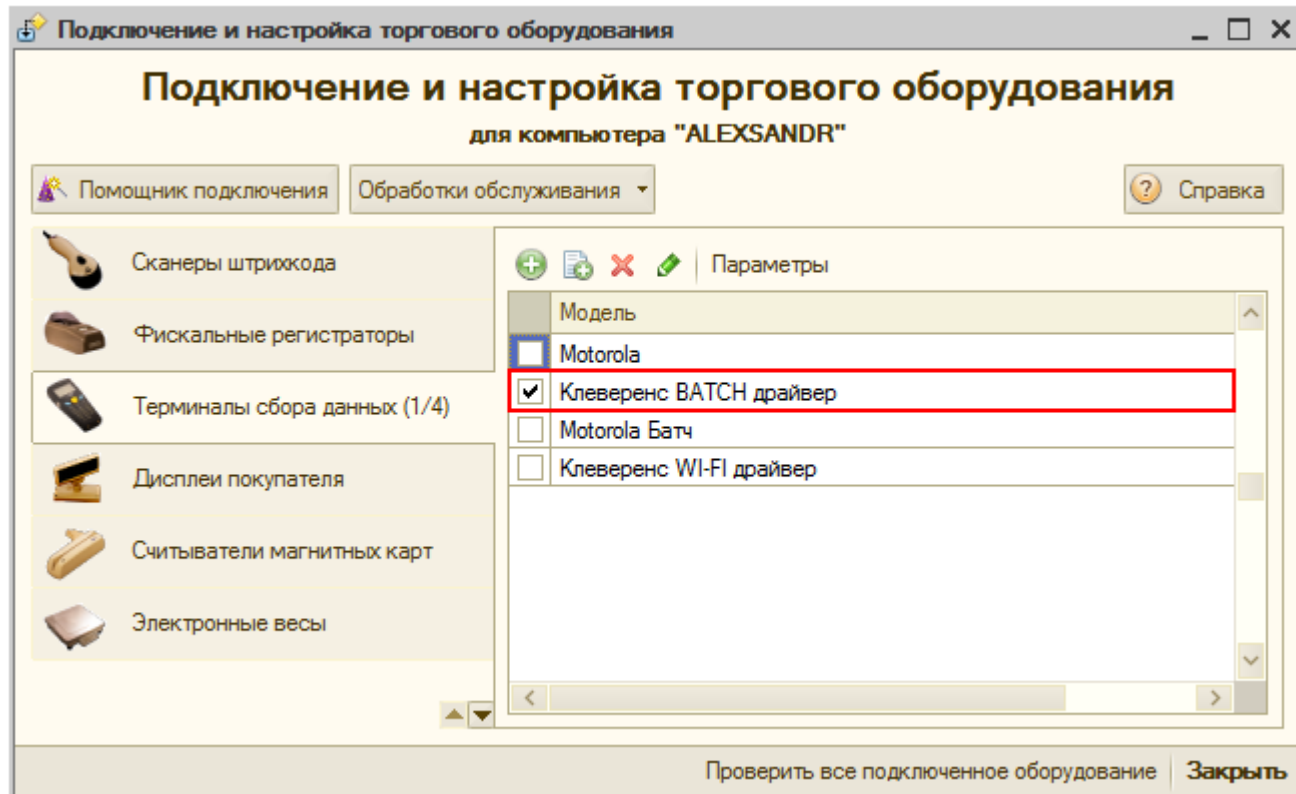 Подключение и настройка торгового оборудования
Подключение и настройка торгового оборудования
для компьютера "ALEXSANDR"
Помощник подключения
Обработки обслуживания
Справка
Сканеры штрихкода
Фискальные регистраторы
Терминалы сбора данных (1/4)
Дисплеи покупателя
Считыватели магнитных карт
Электронные весы
Параметры
Модель
Motorola
Клеверенс BATCH драйвер
Motorola Батч
Клеверенс WI-FI драйвер
Проверить все подключенное оборудование
Закрыть